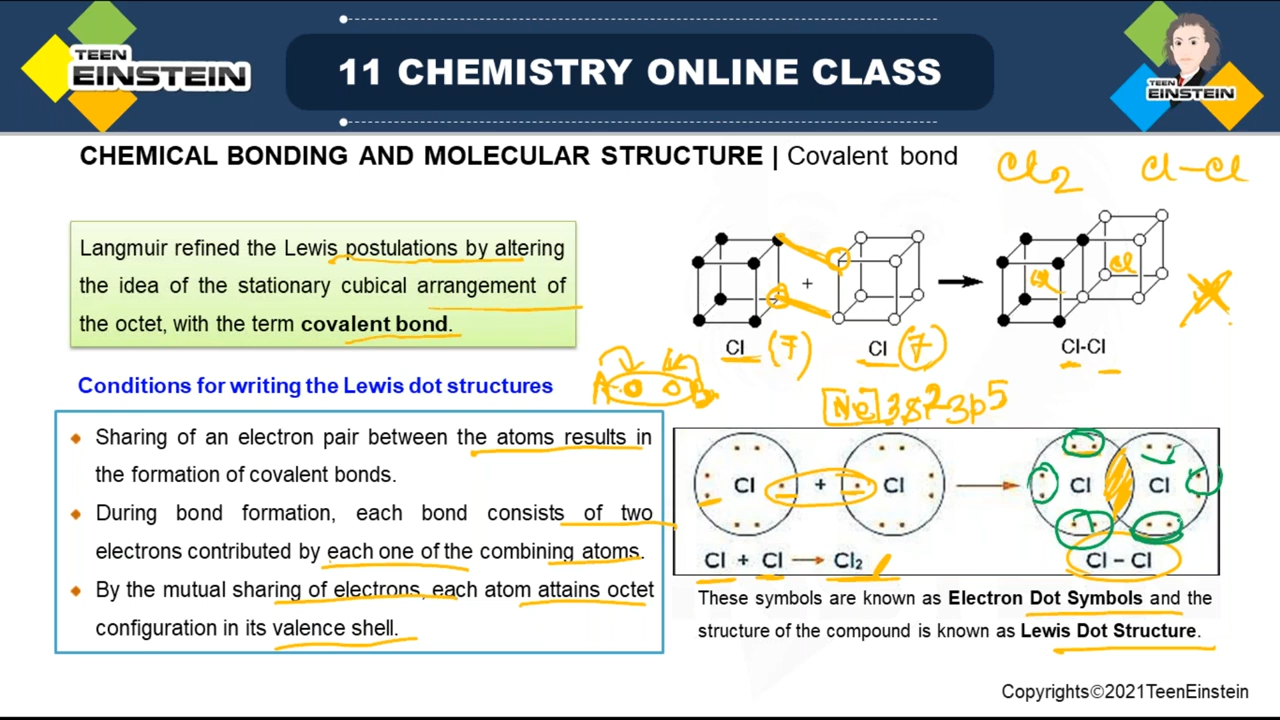 TEEN
EINSTEIN
11 CHEMISTRY ONLINE CLASS
TEEN
EINSTEIN
CHEMICAL BONDING AND MOLECULAR STRUCTURE | Covalent bond
Cl2
Cl-Cl
Langmuir refined the Lewis postulations by altering
the idea of the stationary cubical arrangement of
the octet, with the term covalent bond.
+
Cl
Cl
Cl (7)
Cl (7)
Cl-Cl
Conditions for writing the Lewis dot structures
A
B
[Ne] 3s2 3p5
Sharing of an electron pair between the atoms results in
the formation of covalent bonds.
During bond formation, each bond consists of two
electrons contributed by each one of the combining atoms.
By the mutual sharing of electrons, each atom attains octet
configuration in its valence shell.
Cl + Cl
Cl Cl
Cl + Cl → Cl2
Cl – Cl
These symbols are known as Electron Dot Symbols and the
structure of the compound is known as Lewis Dot Structure.
Copyrights©2021TeenEinstein